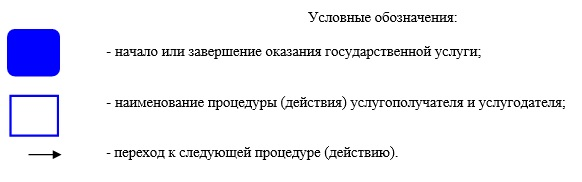 Условные обозначения:
- начало или завершение оказания государственной услуги;
- наименование процедуры (действия) услугополучателя и услугодателя;
- переход к следующей процедуре (действию).